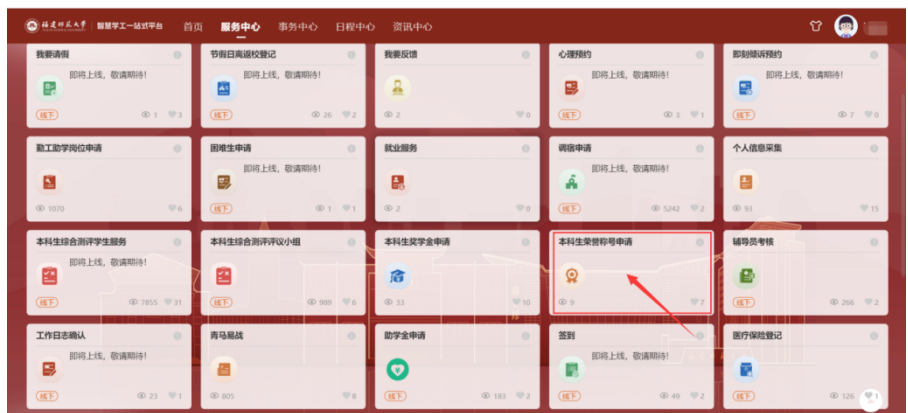 福建师范大学 智慧学工一站式平台 首页 服务中心 事务中心 日程中心 资讯中心
我要请假 节假日离返校登记 我要反馈 心理预约 即刻倾诉预约
即将上线，敬请期待! 即将上线，敬请期待! 即将上线，敬请期待! 即将上线，敬请期待!
线下 1 3 线下 26 2 2 0 线下 3 1 线下 7 0
勤工助学岗位申请 困难生申请 就业服务 调宿申请 个人信息采集
即将上线，敬请期待! 即将上线，敬请期待!
1070 6 线下 1 1 2 0 线下 5242 2 93 15
本科生综合测评学生服务 本科生综合测评评议小组 本科生奖学金申请 本科生荣誉称号申请 辅导员考核
即将上线，敬请期待!
线下 7855 31 线下 989 6 33 10 9 7 线下 266 2
工作日志确认 青马易战 助学金申请 签到 医疗保险登记
即将上线，敬请期待! 即将上线，敬请期待!
线下 23 1 805 8 线下 183 2 线下 49 2 线下 126 1